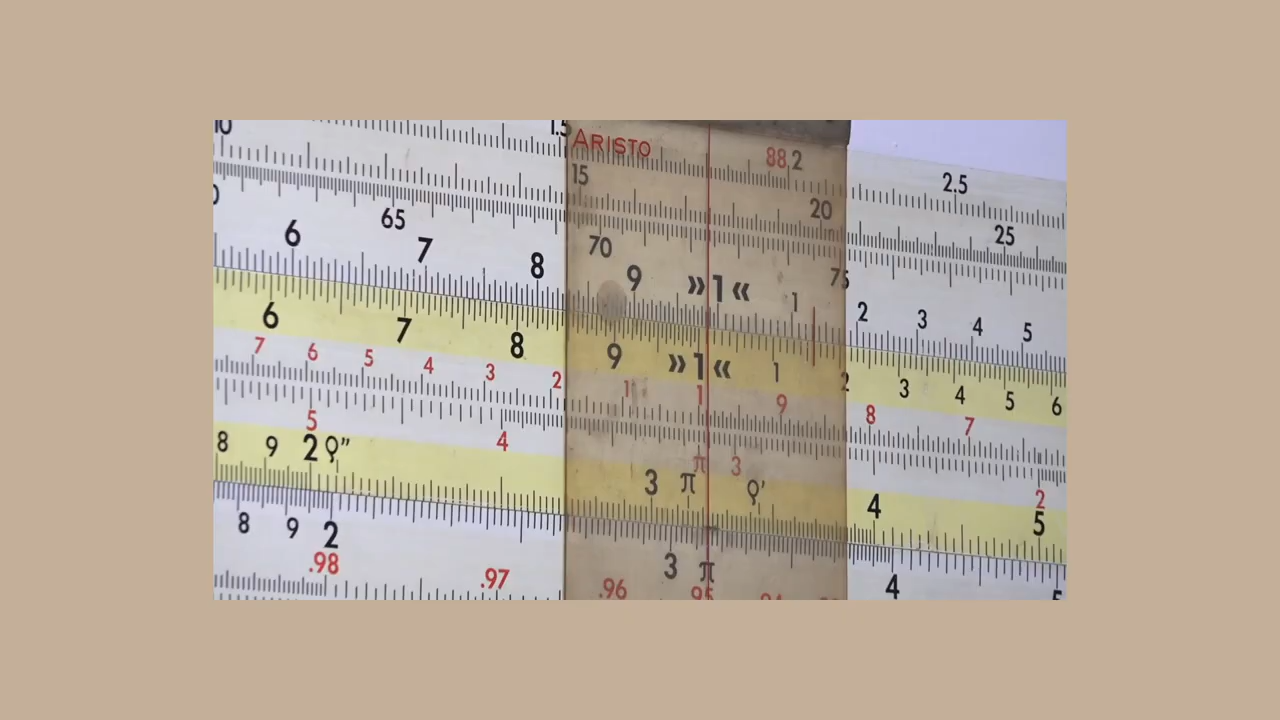 10 1.5 ARISTO 88,2 2.5
15 20 25
0 65 70 75
6 7 8 9 »1« 1 2 3 4 5
6 7 8 9 »1« 1 2 3 4 5 6
7 6 5 4 3 2 1 1 9 8 7
5 4 π 3 2
8 9 2 ϙ" 3 π ϙ' 4 5
8 9 2 3 π 4 5
.98 .97 .96 .95